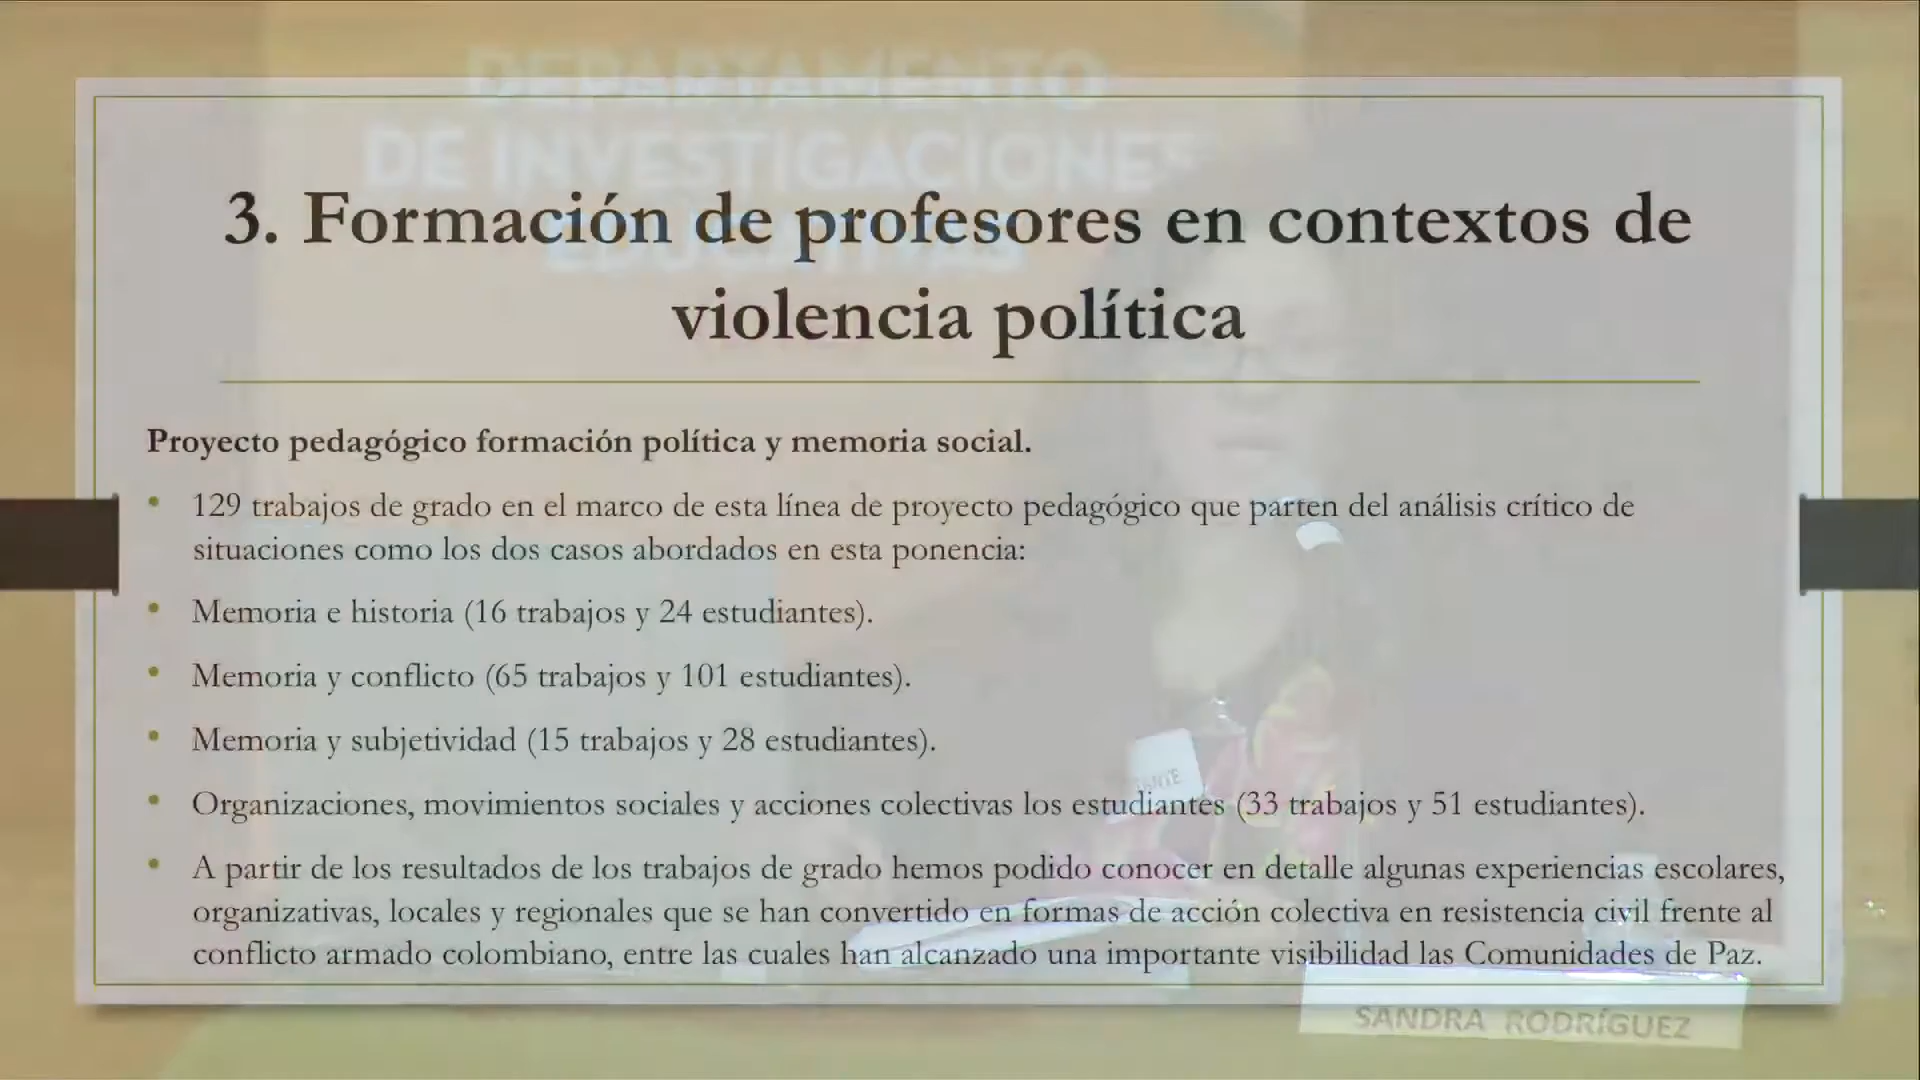 DEPARTAMENTO
DE INVESTIGACIONES
EDUCATIVAS
3. Formación de profesores en contextos de
violencia política
Proyecto pedagógico formación política y memoria social.
• 129 trabajos de grado en el marco de esta línea de proyecto pedagógico que parten del análisis crítico de
situaciones como los dos casos abordados en esta ponencia:
• Memoria e historia (16 trabajos y 24 estudiantes).
• Memoria y conflicto (65 trabajos y 101 estudiantes).
• Memoria y subjetividad (15 trabajos y 28 estudiantes).
• Organizaciones, movimientos sociales y acciones colectivas los estudiantes (33 trabajos y 51 estudiantes).
• A partir de los resultados de los trabajos de grado hemos podido conocer en detalle algunas experiencias escolares,
organizativas, locales y regionales que se han convertido en formas de acción colectiva en resistencia civil frente al
conflicto armado colombiano, entre las cuales han alcanzado una importante visibilidad las Comunidades de Paz.
SANDRA RODRÍGUEZ